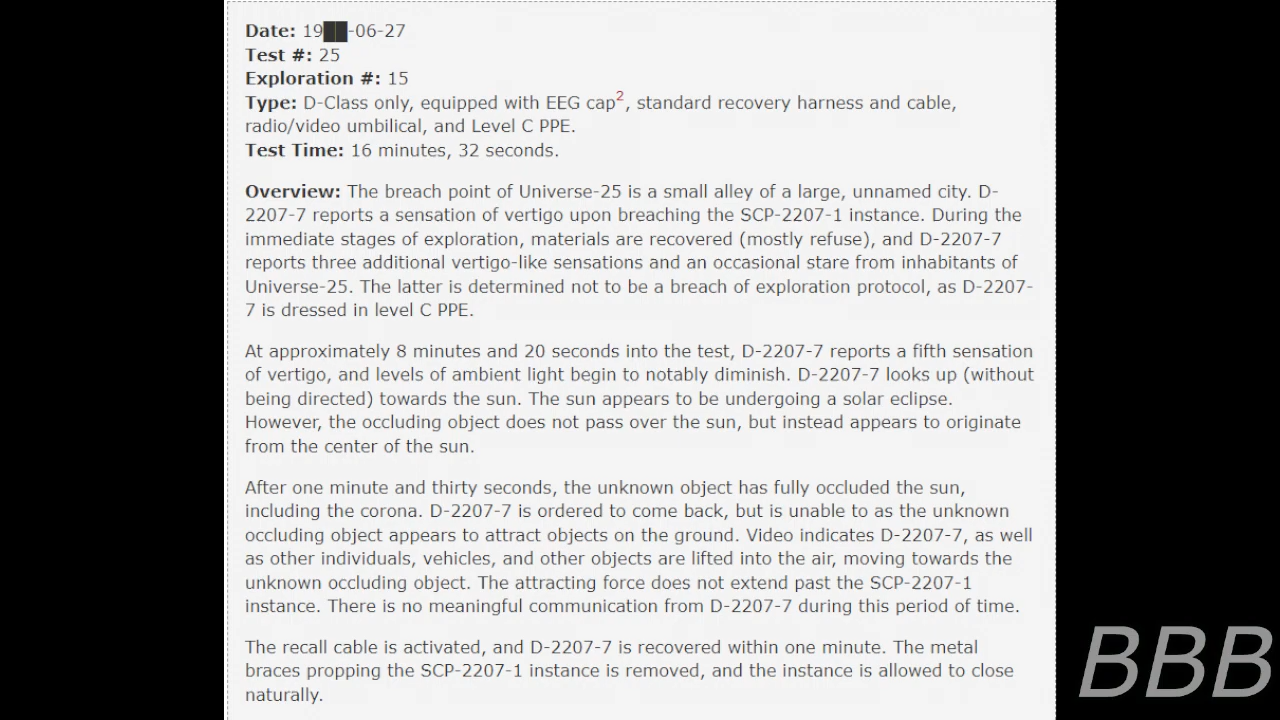 Date: 19██-06-27
Test #: 25
Exploration #: 15
Type: D-Class only, equipped with EEG cap2, standard recovery harness and cable,
radio/video umbilical, and Level C PPE.
Test Time: 16 minutes, 32 seconds.
Overview: The breach point of Universe-25 is a small alley of a large, unnamed city. D-
2207-7 reports a sensation of vertigo upon breaching the SCP-2207-1 instance. During the
immediate stages of exploration, materials are recovered (mostly refuse), and D-2207-7
reports three additional vertigo-like sensations and an occasional stare from inhabitants of
Universe-25. The latter is determined not to be a breach of exploration protocol, as D-2207-
7 is dressed in level C PPE.
At approximately 8 minutes and 20 seconds into the test, D-2207-7 reports a fifth sensation
of vertigo, and levels of ambient light begin to notably diminish. D-2207-7 looks up (without
being directed) towards the sun. The sun appears to be undergoing a solar eclipse.
However, the occluding object does not pass over the sun, but instead appears to originate
from the center of the sun.
After one minute and thirty seconds, the unknown object has fully occluded the sun,
including the corona. D-2207-7 is ordered to come back, but is unable to as the unknown
occluding object appears to attract objects on the ground. Video indicates D-2207-7, as well
as other individuals, vehicles, and other objects are lifted into the air, moving towards the
unknown occluding object. The attracting force does not extend past the SCP-2207-1
instance. There is no meaningful communication from D-2207-7 during this period of time.
The recall cable is activated, and D-2207-7 is recovered within one minute. The metal
braces propping the SCP-2207-1 instance is removed, and the instance is allowed to close
naturally.
BBB